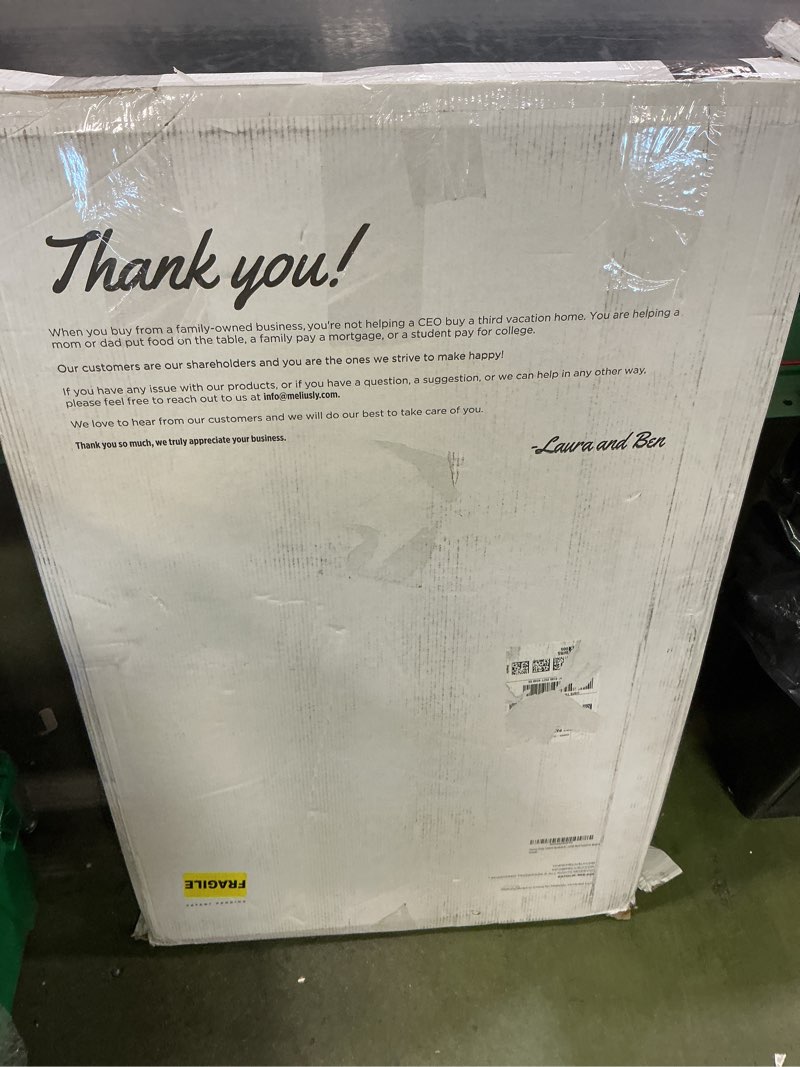 Thank you!
When you buy from a family-owned business, you're not helping a CEO buy a third vacation home. You are helping a
mom or dad put food on the table, a family pay a mortgage, or a student pay for college.
Our customers are our shareholders and you are the ones we strive to make happy!
If you have any issue with our products, or if you have a question, a suggestion, or we can help in any other way,
please feel free to reach out to us at info@meliusly.com.
We love to hear from our customers and we will do our best to take care of you.
Thank you so much, we truly appreciate your business.
-Laura and Ben
FRAGILE
PATENT PENDING